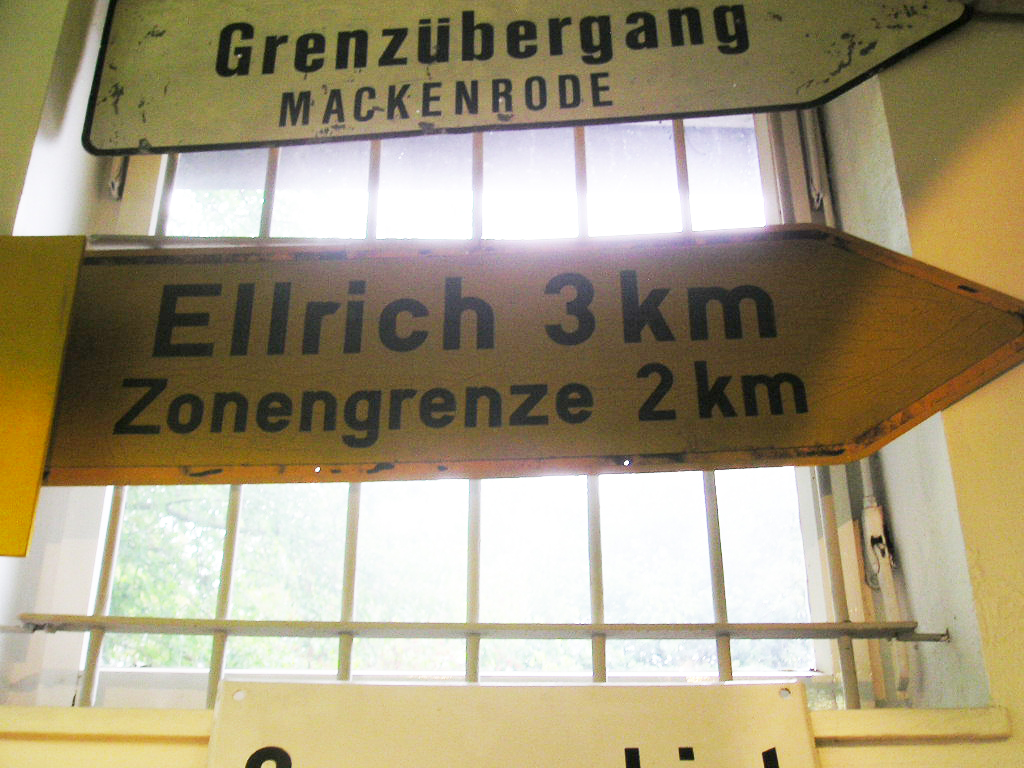 Grenzübergang
MACKENRODE
Ellrich 3 km
Zonengrenze 2 km